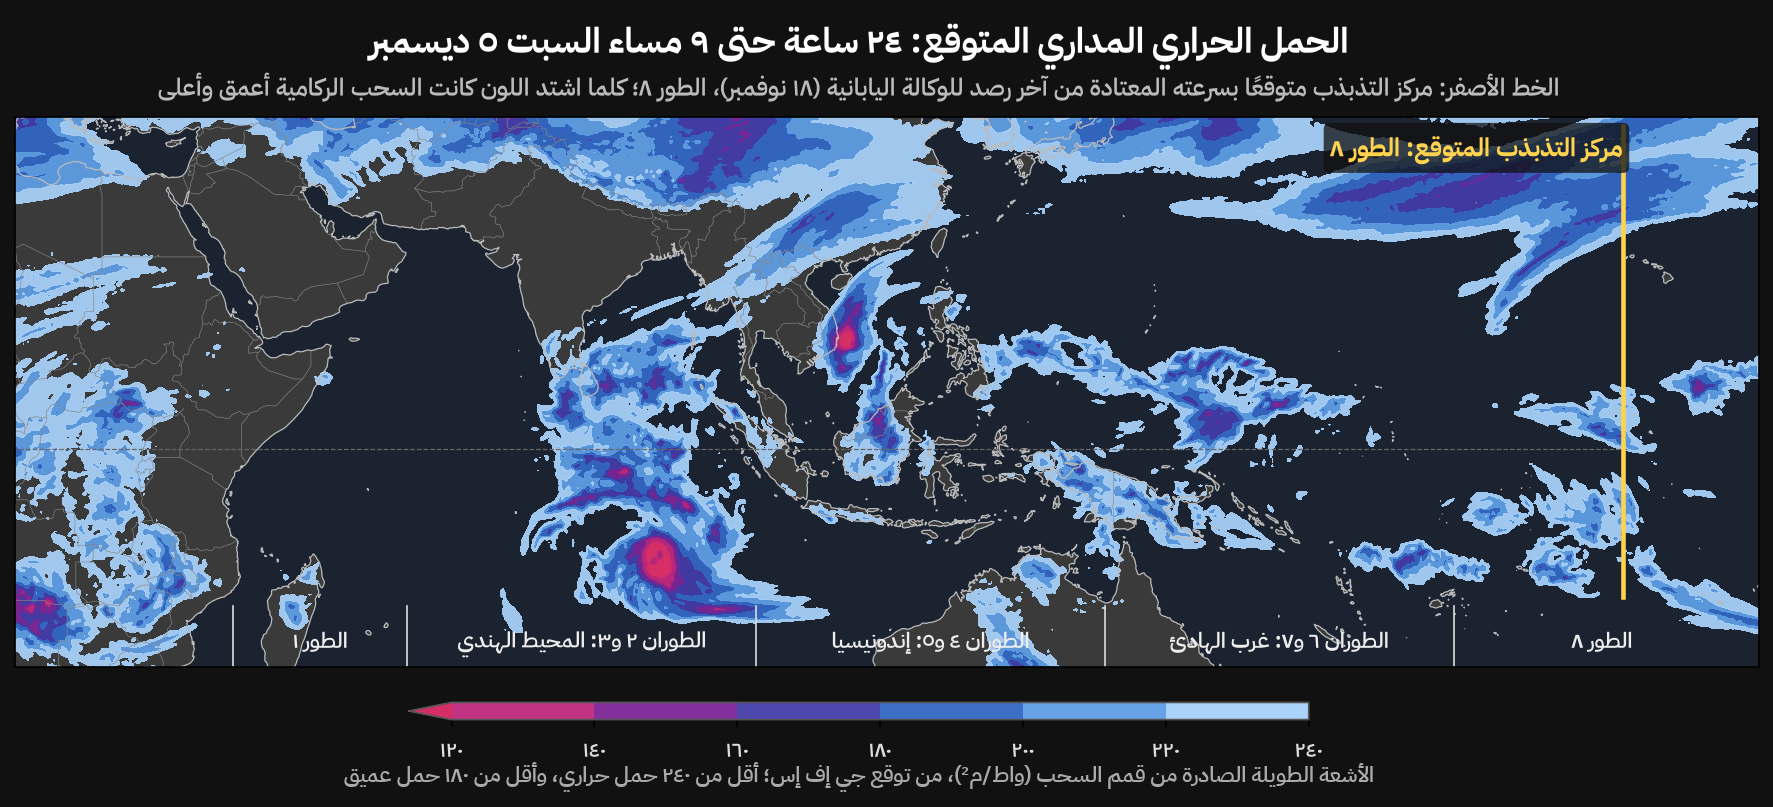 الحمل الحراري المداري المتوقع: ٢٤ ساعة حتى ٩ مساء السبت ٥ ديسمبر
الخط الأصفر: مركز التذبذب متوقعًا بسرعته المعتادة من آخر رصد للوكالة اليابانية (١٨ نوفمبر)، الطور ٨؛ كلما اشتد اللون كانت السحب الركامية أعمق وأعلى
مركز التذبذب المتوقع: الطور ٨
الطور ١
الطوران ٢ و٣: المحيط الهندي
الطوران ٤ و٥: إندونيسيا
الطوران ٦ و٧: غرب الهادئ
الطور ٨
١٢٠ ١٤٠ ١٦٠ ١٨٠ ٢٠٠ ٢٢٠ ٢٤٠
الأشعة الطويلة الصادرة من قمم السحب (واط/م²)، من توقع جي إف إس؛ أقل من ٢٤٠ حمل حراري، وأقل من ١٨٠ حمل عميق